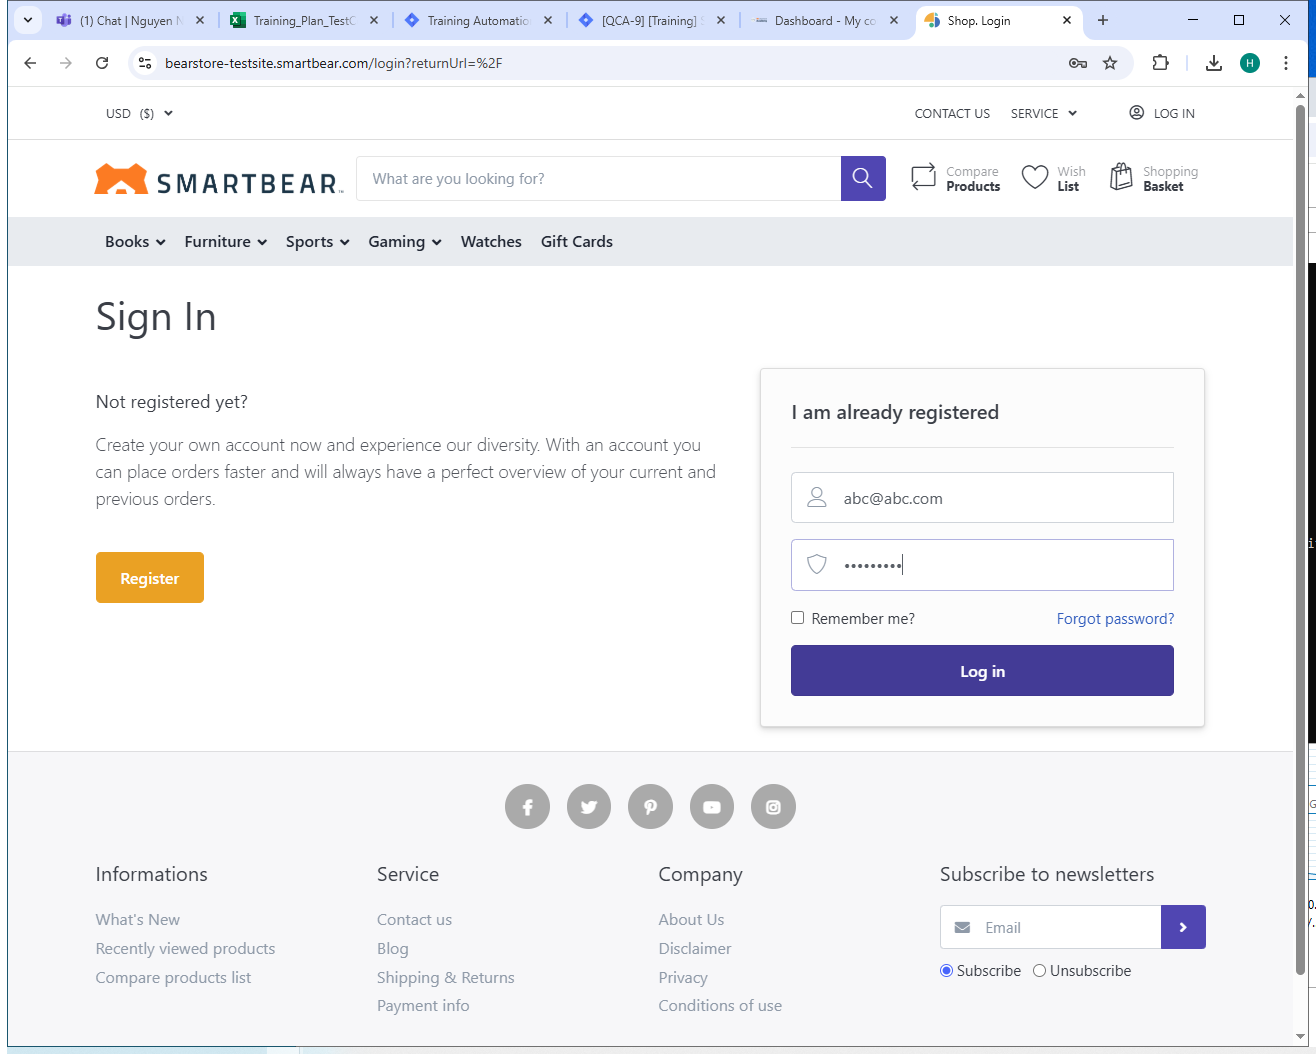 (1) Chat | Nguyen N
Training_Plan_TestC
Training Automatio
[QCA-9] [Training] S
Dashboard - My co
Shop. Login
bearstore-testsite.smartbear.com/login?returnUrl=%2F
H
USD ($)
CONTACT US
SERVICE
LOG IN
SMARTBEAR
What are you looking for?
Compare
Products
Wish
List
Shopping
Basket
Books
Furniture
Sports
Gaming
Watches
Gift Cards
Sign In
Not registered yet?
Create your own account now and experience our diversity. With an account you
can place orders faster and will always have a perfect overview of your current and
previous orders.
Register
I am already registered
abc@abc.com
•••••••••
Remember me?
Forgot password?
Log in
Informations
What's New
Recently viewed products
Compare products list
Service
Contact us
Blog
Shipping & Returns
Payment info
Company
About Us
Disclaimer
Privacy
Conditions of use
Subscribe to newsletters
Email
Subscribe
Unsubscribe